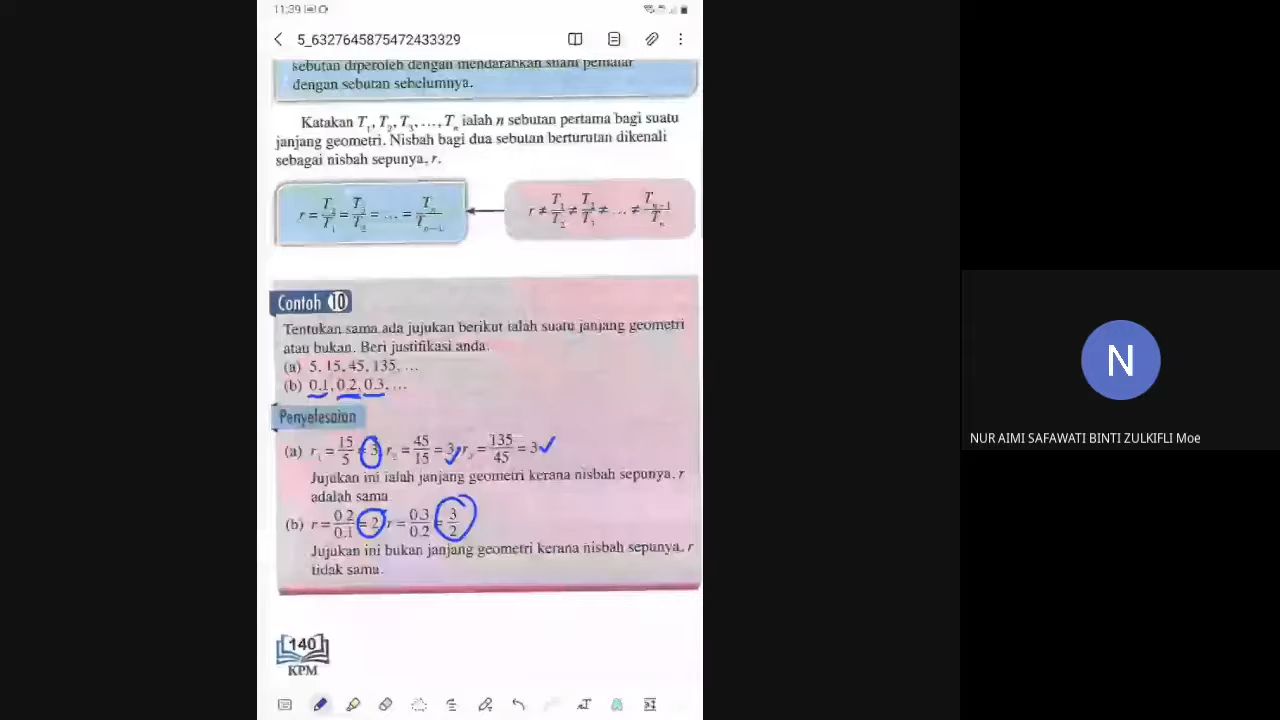 11:39
5_6327645875472433329
sebutan diperoleh dengan mendarabkan suatu pemalar
dengan sebutan sebelumnya.
Katakan T₁, T₂, T₃, ..., Tₙ ialah n sebutan pertama bagi suatu
janjang geometri. Nisbah bagi dua sebutan berturutan dikenali
sebagai nisbah sepunya, r.
r = T₂/T₁ = T₃/T₂ = ... = Tₙ/Tₙ₋₁
r ≠ T₁/T₂ ≠ T₂/T₃ ≠ ... ≠ Tₙ₋₁/Tₙ
Contoh 10
Tentukan sama ada jujukan berikut ialah suatu janjang geometri
atau bukan. Beri justifikasi anda.
(a) 5, 15, 45, 135, ...
(b) 0.1, 0.2, 0.3, ...
Penyelesaian
(a) r₁ = 15/5 = 3, r₂ = 45/15 = 3, r₃ = 135/45 = 3
Jujukan ini ialah janjang geometri kerana nisbah sepunya, r
adalah sama
(b) r = 0.2/0.1 = 2, r = 0.3/0.2 = 3/2
Jujukan ini bukan janjang geometri kerana nisbah sepunya, r
tidak sama.
140
KPM
N
NUR AIMI SAFAWATI BINTI ZULKIFLI Moe